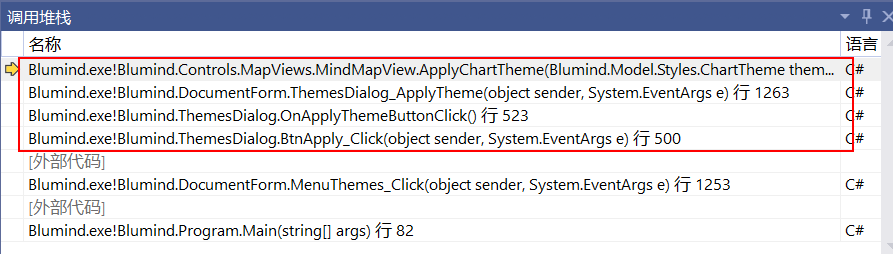 调用堆栈
名称 语言
Blumind.exe!Blumind.Controls.MapViews.MindMapView.ApplyChartTheme(Blumind.Model.Styles.ChartTheme them... C#
Blumind.exe!Blumind.DocumentForm.ThemesDialog_ApplyTheme(object sender, System.EventArgs e) 行 1263 C#
Blumind.exe!Blumind.ThemesDialog.OnApplyThemeButtonClick() 行 523 C#
Blumind.exe!Blumind.ThemesDialog.BtnApply_Click(object sender, System.EventArgs e) 行 500 C#
[外部代码]
Blumind.exe!Blumind.DocumentForm.MenuThemes_Click(object sender, System.EventArgs e) 行 1253 C#
[外部代码]
Blumind.exe!Blumind.Program.Main(string[] args) 行 82 C#